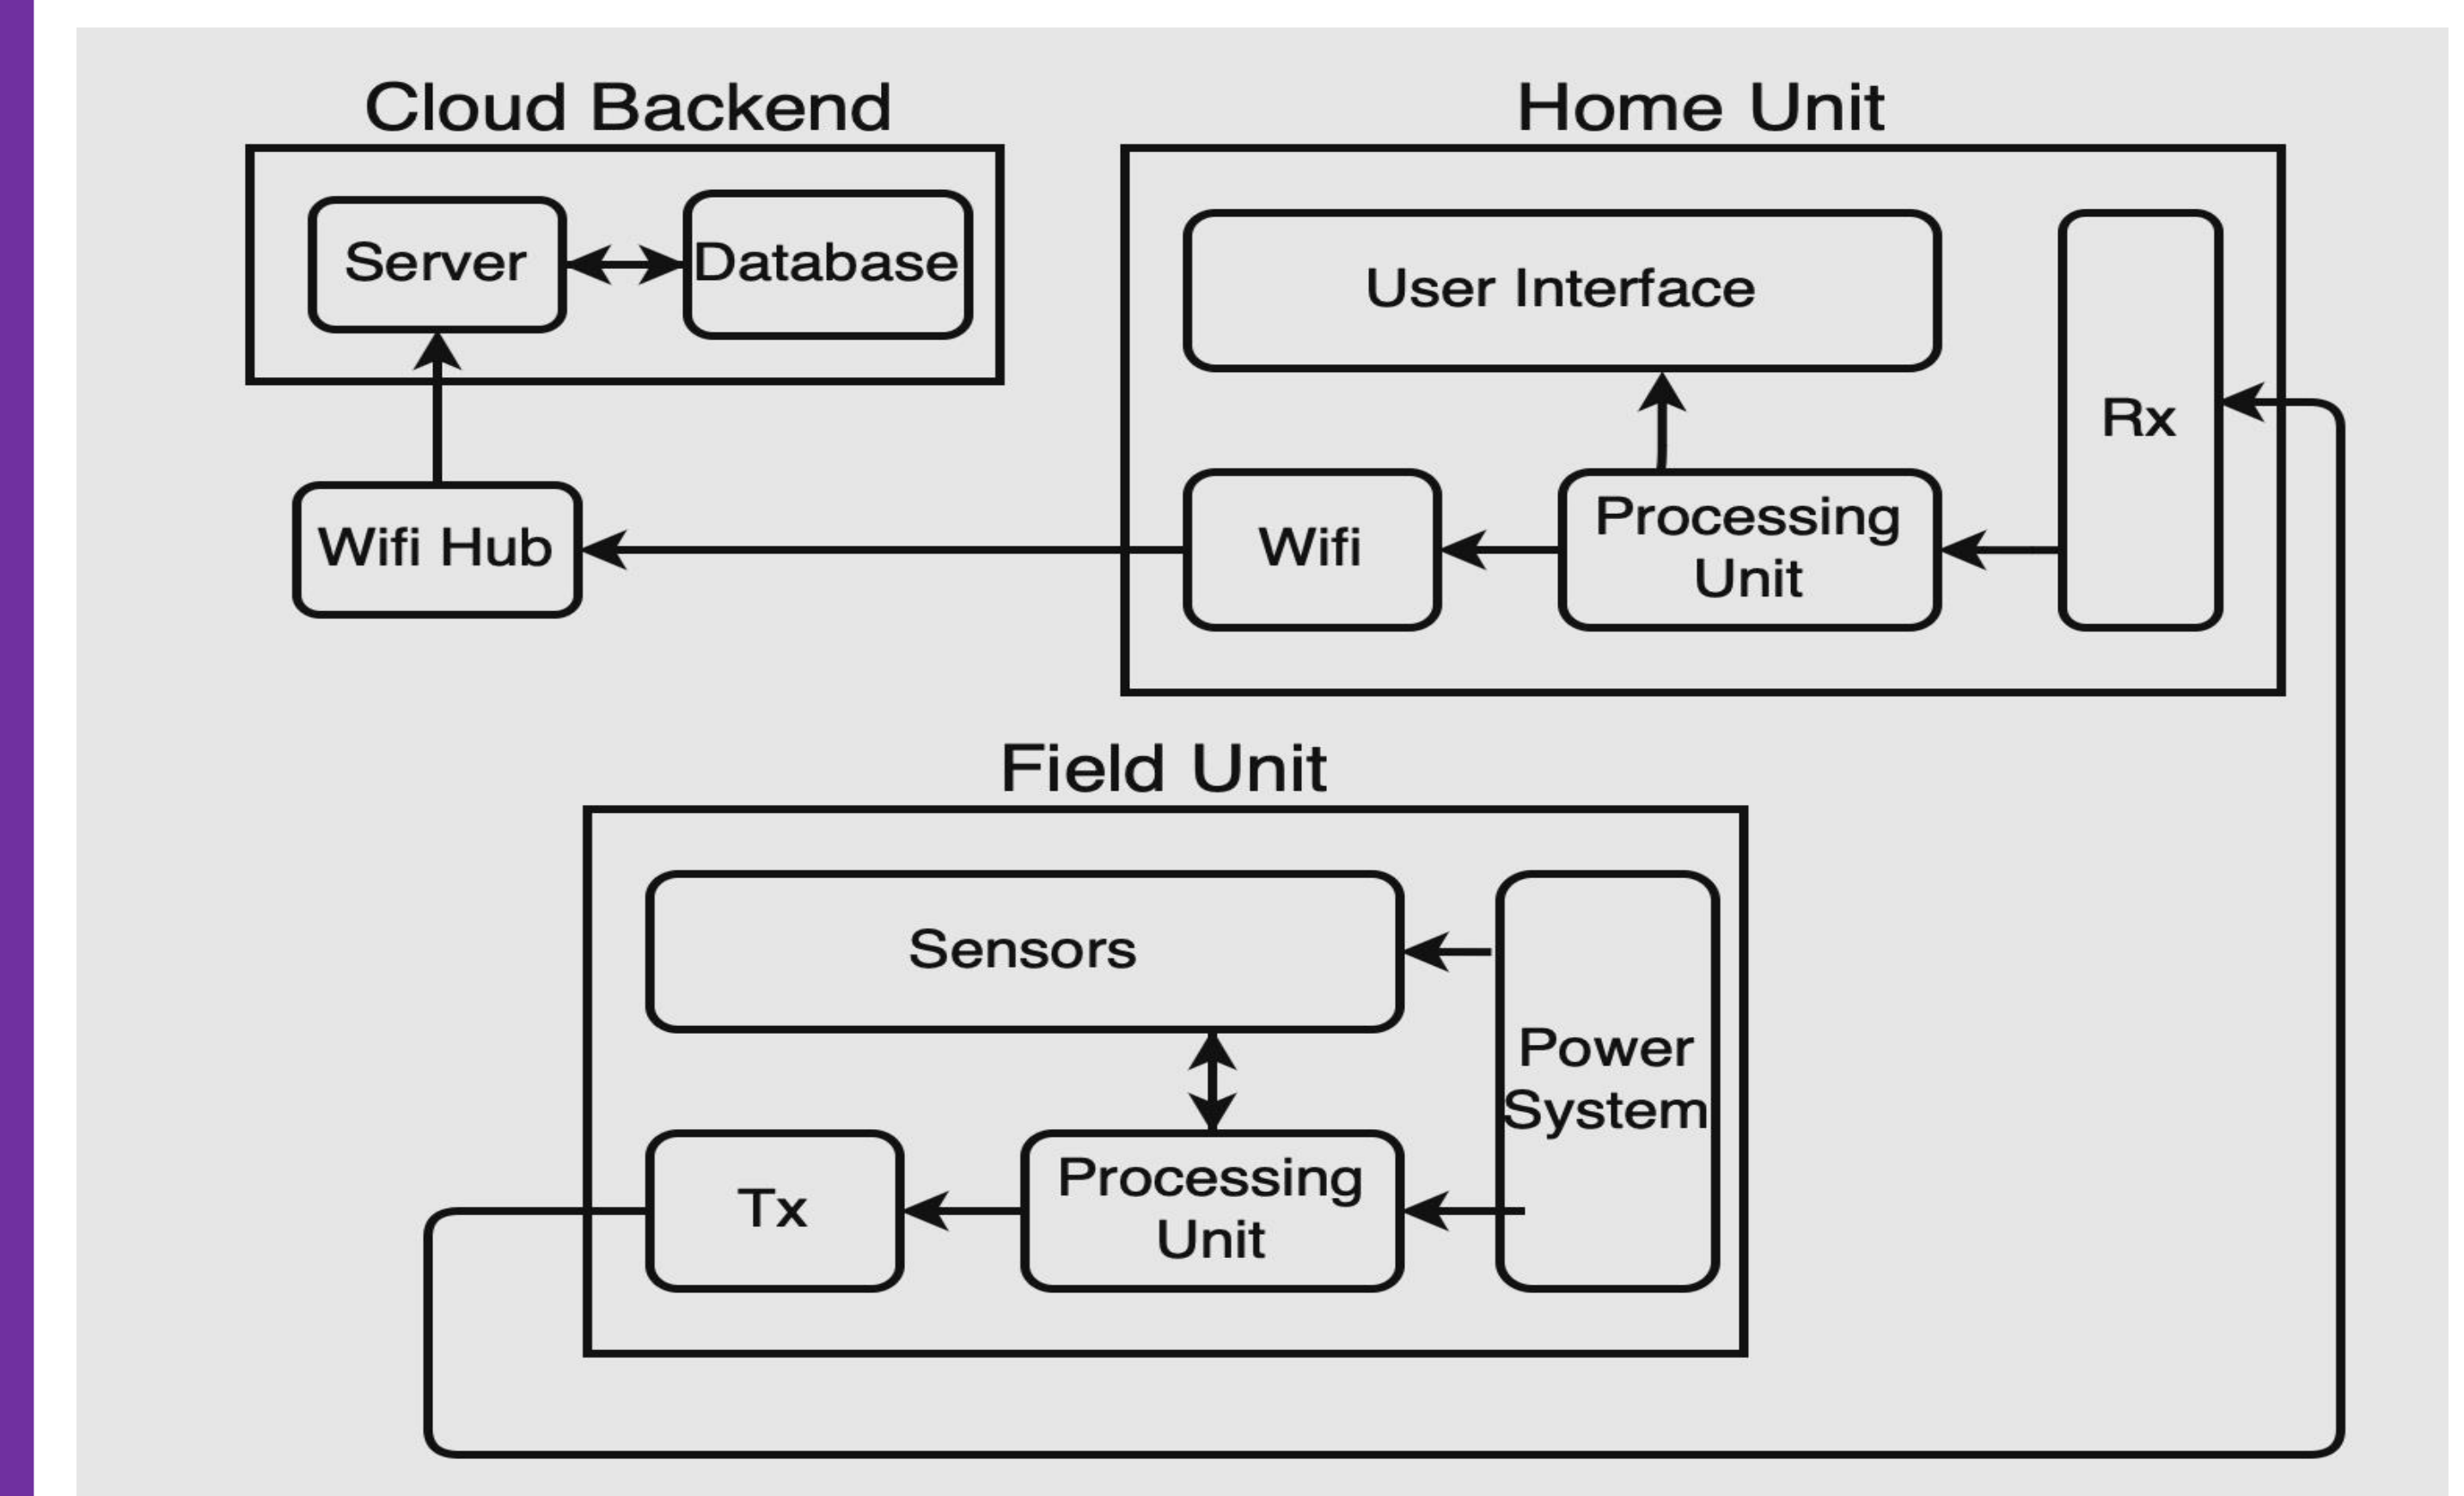 Cloud Backend
Server
Database
Wifi Hub
Home Unit
User Interface
Rx
Wifi
Processing
Unit
Field Unit
Sensors
Power
System
Tx
Processing
Unit